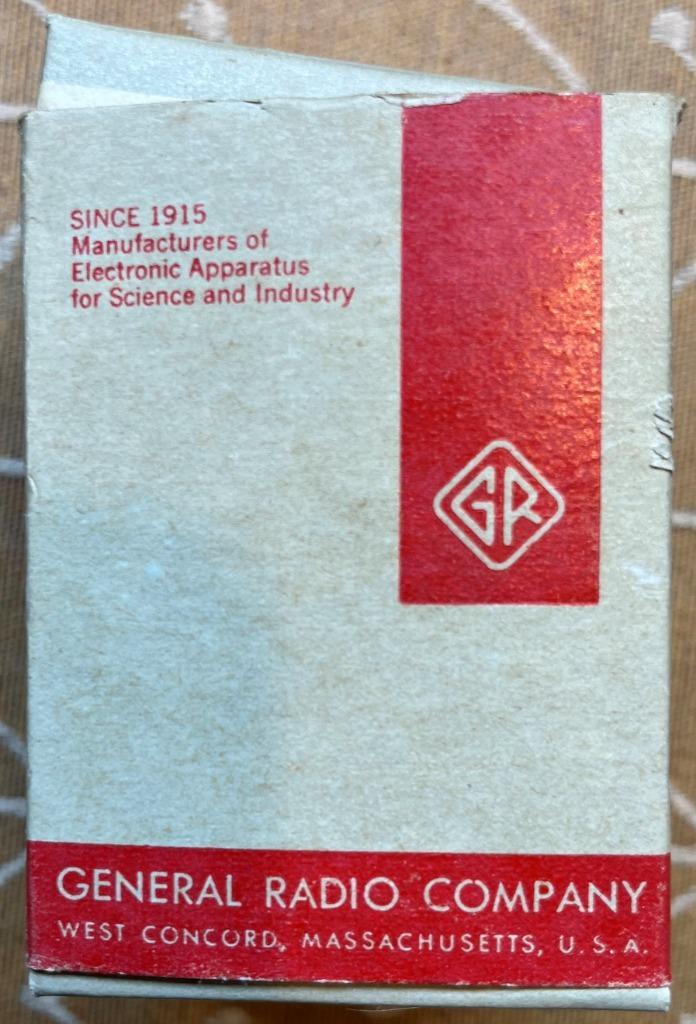 SINCE 1915
Manufacturers of
Electronic Apparatus
for Science and Industry
GR
GENERAL RADIO COMPANY
WEST CONCORD, MASSACHUSETTS, U. S. A.